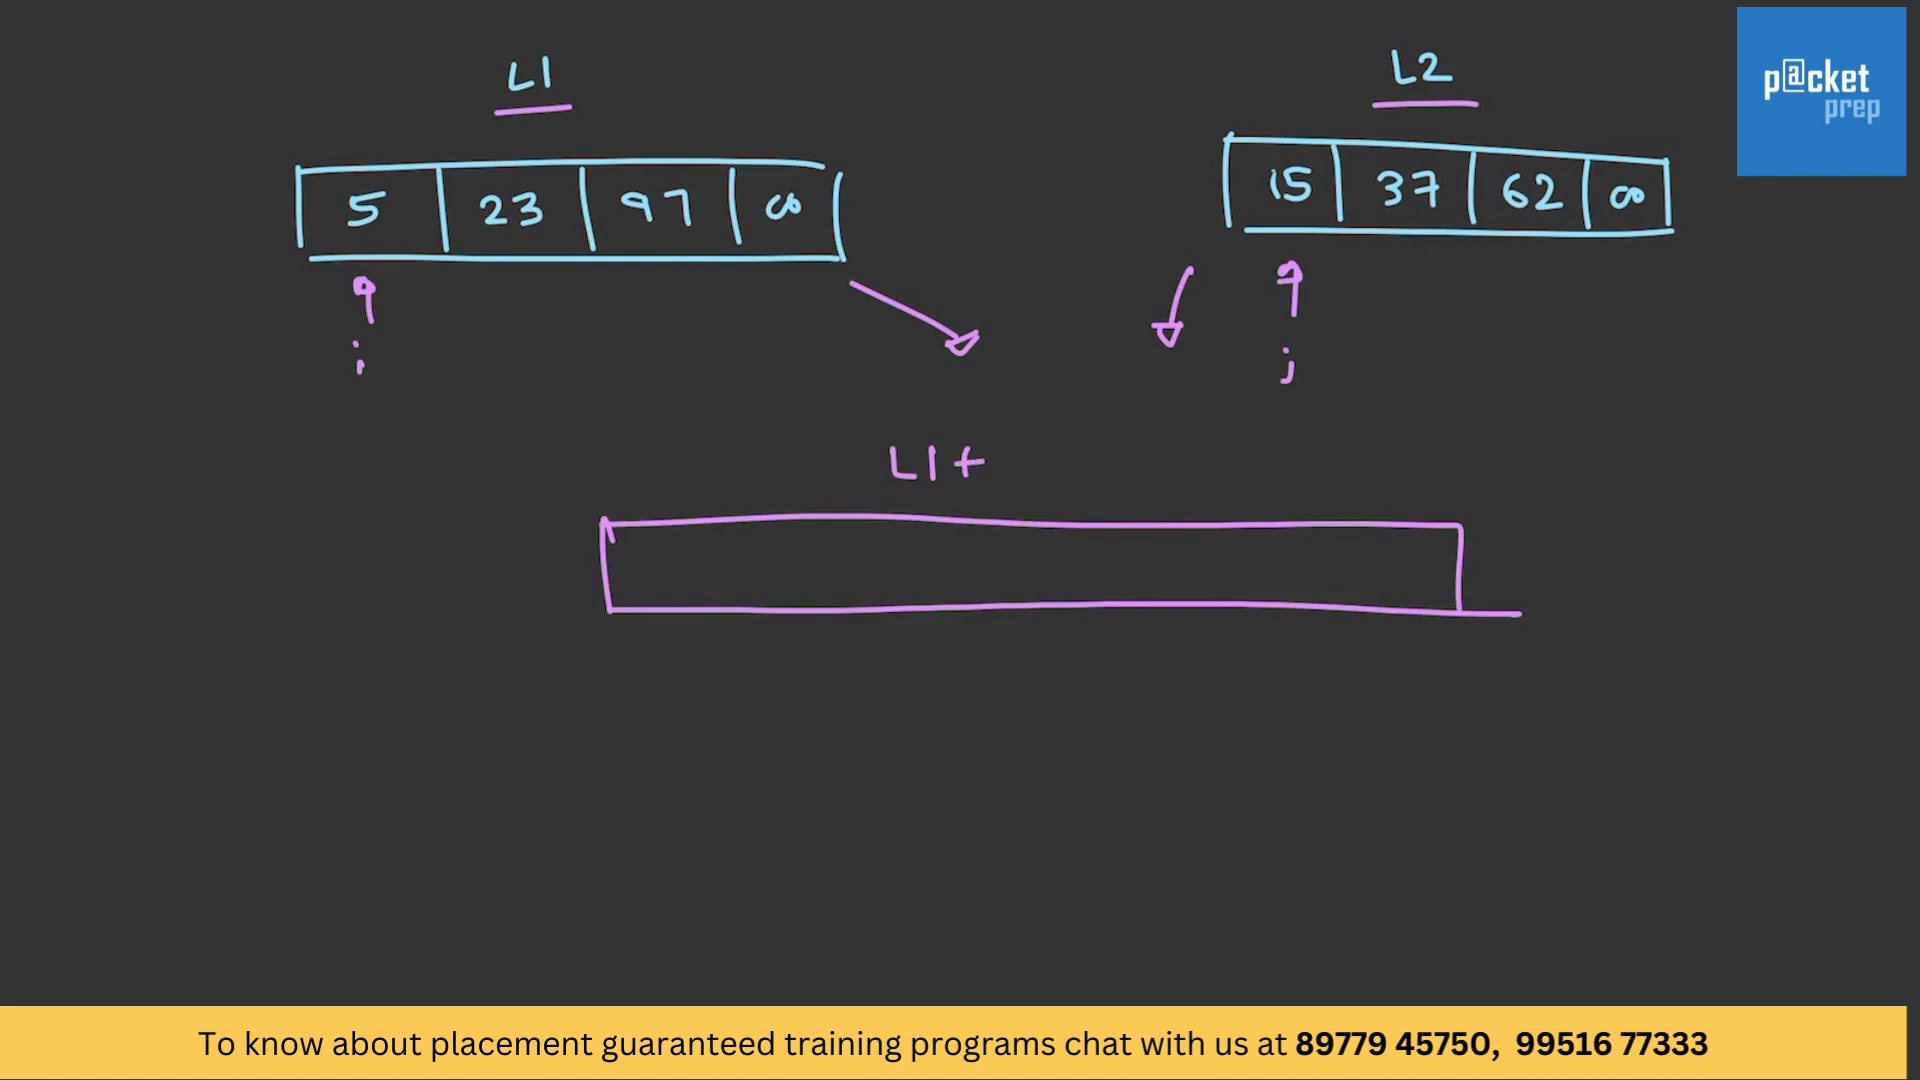 L1
L2
p@cket
prep
5 23 97 ∞
15 37 62 ∞
i
j
L1+
To know about placement guaranteed training programs chat with us at 89779 45750, 99516 77333